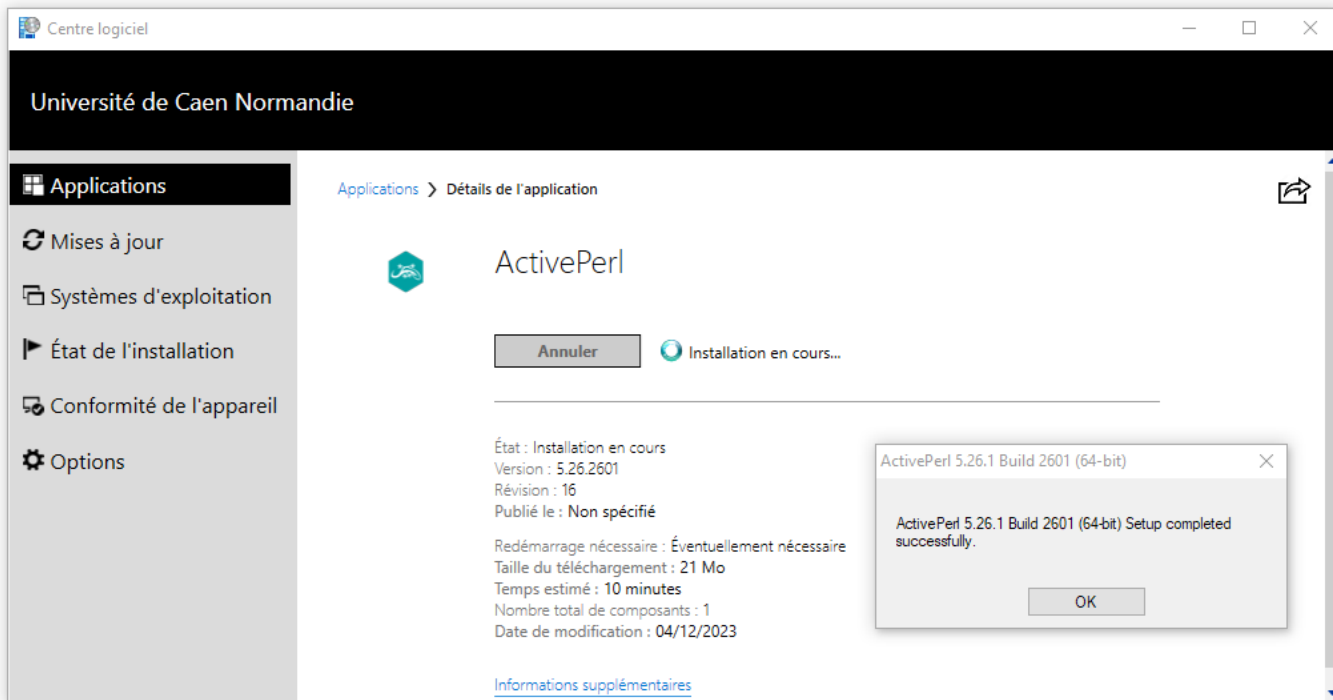 Centre logiciel
Université de Caen Normandie
Applications
Mises à jour
Systèmes d'exploitation
État de l'installation
Conformité de l'appareil
Options
Applications > Détails de l'application
ActivePerl
Annuler
Installation en cours...
État : Installation en cours
Version : 5.26.2601
Révision : 16
Publié le : Non spécifié
Redémarrage nécessaire : Éventuellement nécessaire
Taille du téléchargement : 21 Mo
Temps estimé : 10 minutes
Nombre total de composants : 1
Date de modification : 04/12/2023
Informations supplémentaires
ActivePerl 5.26.1 Build 2601 (64-bit)
ActivePerl 5.26.1 Build 2601 (64-bit) Setup completed
successfully.
OK